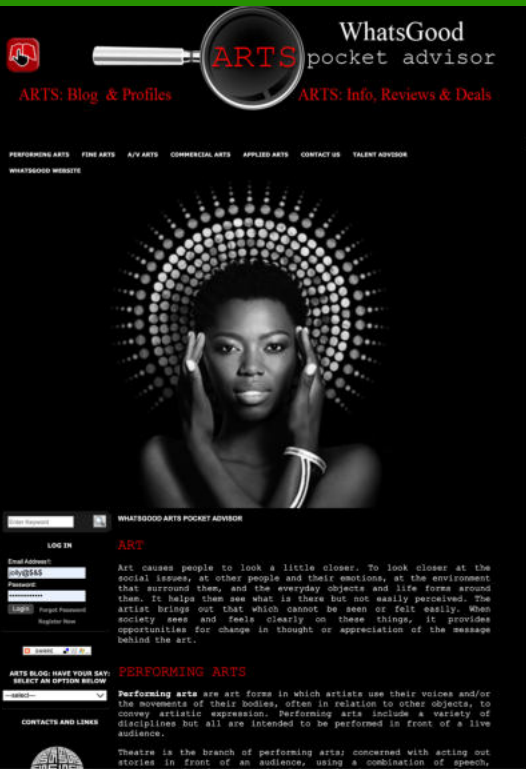 WhatsGood
ARTS pocket advisor
ARTS: Blog & Profiles
ARTS: Info, Reviews & Deals
PERFORMING ARTS FINE ARTS A/V ARTS COMMERCIAL ARTS APPLIED ARTS CONTACT US TALENT ADVISOR
WHATSGOOD WEBSITE
Enter Keyword
LOG IN
Email Address!:
jolly@$&5
Password:
Login Forgot Password
Register Now
SHARE
ARTS BLOG: HAVE YOUR SAY:
SELECT AN OPTION BELOW
---select---
CONTACTS AND LINKS
WHATSGOOD ARTS POCKET ADVISOR
ART
Art causes people to look a little closer. To look closer at the
social issues, at other people and their emotions, at the environment
that surround them, and the everyday objects and life forms around
them. It helps them see what is there but not easily perceived. The
artist brings out that which cannot be seen or felt easily. When
society sees and feels clearly on these things, it provides
opportunities for change in thought or appreciation of the message
behind the art.
PERFORMING ARTS
Performing arts are art forms in which artists use their voices and/or
the movements of their bodies, often in relation to other objects, to
convey artistic expression. Performing arts include a variety of
disciplines but all are intended to be performed in front of a live
audience.
Theatre is the branch of performing arts; concerned with acting out
stories in front of an audience, using a combination of speech,